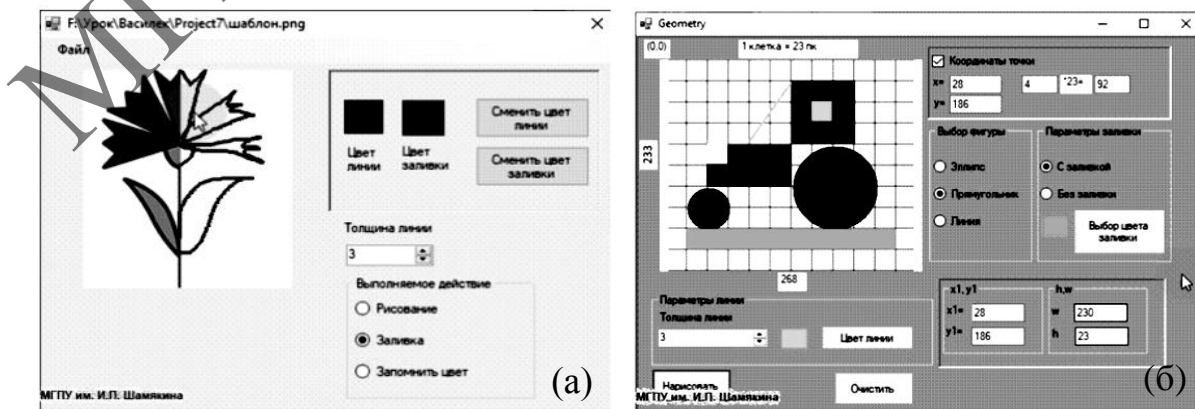 F:\Урок\Василек\Project7\шаблон.png
Файл
Цвет линии
Цвет заливки
Сменить цвет линии
Сменить цвет заливки
Толщина линии
3
Выполняемое действие
Рисование
Заливка
Запомнить цвет
МГПУ им. И.П. Шамякина
(а)
Geometry
(0.0)
1 клетка = 23 пк
233
268
Координаты точки
x= 28
4 *23= 92
y= 186
Выбор фигуры
Эллипс
Прямоугольник
Линия
Параметры заливки
С заливкой
Без заливки
Выбор цвета заливки
Параметры линии
Толщина линии
3
Цвет линии
x1,y1
x1= 28
y1= 186
h,w
w 230
h 23
Нарисовать
Очистить
МГПУ им. И.П. Шамякина
(б)